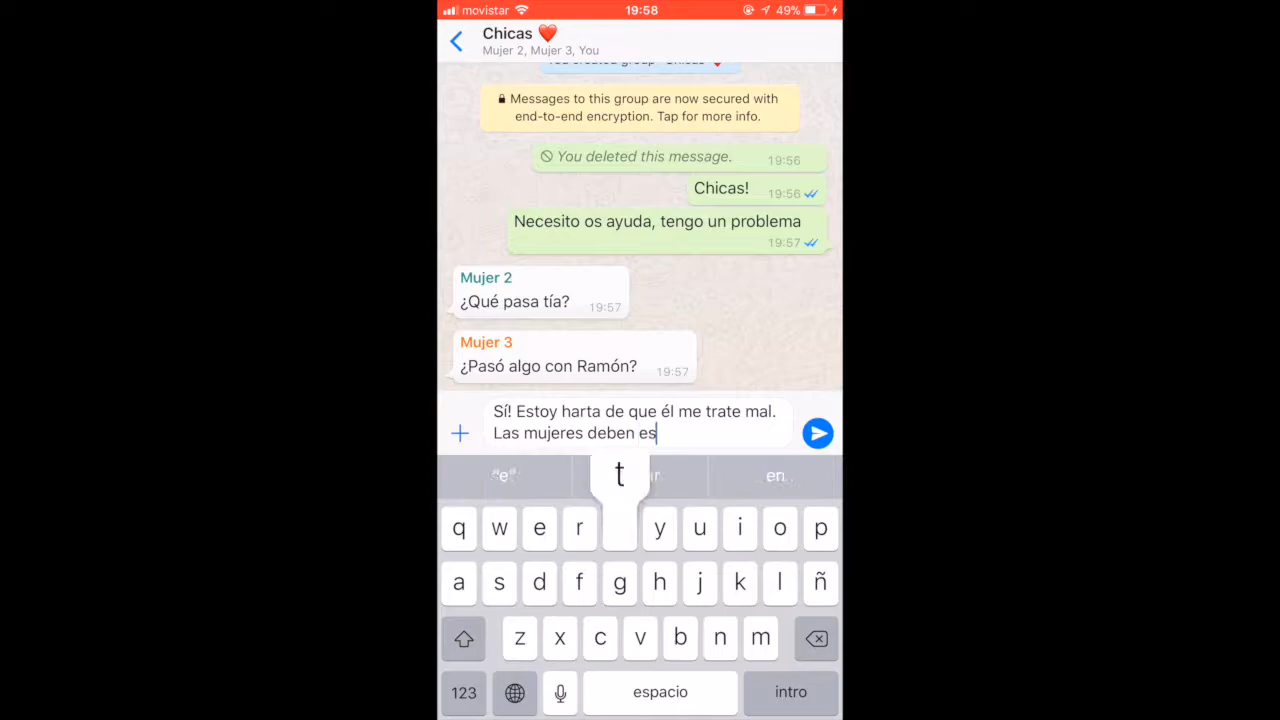 movistar 19:58 49%
Chicas ❤️
Mujer 2, Mujer 3, You
Messages to this group are now secured with
end-to-end encryption. Tap for more info.
You deleted this message. 19:56
Chicas! 19:56
Necesito os ayuda, tengo un problema
19:57
Mujer 2
¿Qué pasa tía? 19:57
Mujer 3
¿Pasó algo con Ramón? 19:57
Sí! Estoy harta de que él me trate mal.
Las mujeres deben es
"e" t en
q w e r y u i o p
a s d f g h j k l ñ
z x c v b n m
123 espacio intro